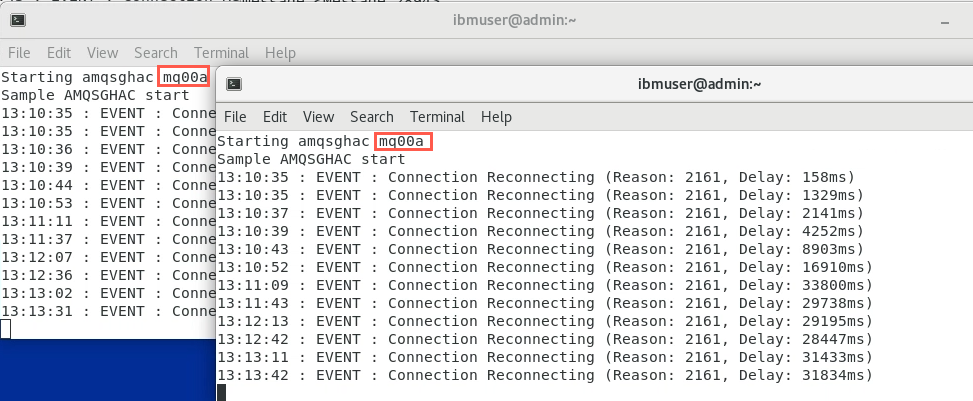 ibmuser@admin:~
File Edit View Search Terminal Help
Starting amqsghac mq00a
Sample AMQSGHAC start
13:10:35 : EVENT : Conne
13:10:35 : EVENT : Conne
13:10:36 : EVENT : Conne
13:10:39 : EVENT : Conne
13:10:44 : EVENT : Conne
13:10:53 : EVENT : Conne
13:11:11 : EVENT : Conne
13:11:37 : EVENT : Conne
13:12:07 : EVENT : Conne
13:12:36 : EVENT : Conne
13:13:02 : EVENT : Conne
13:13:31 : EVENT : Conne
ibmuser@admin:~
File Edit View Search Terminal Help
Starting amqsghac mq00a
Sample AMQSGHAC start
13:10:35 : EVENT : Connection Reconnecting (Reason: 2161, Delay: 158ms)
13:10:35 : EVENT : Connection Reconnecting (Reason: 2161, Delay: 1329ms)
13:10:37 : EVENT : Connection Reconnecting (Reason: 2161, Delay: 2141ms)
13:10:39 : EVENT : Connection Reconnecting (Reason: 2161, Delay: 4252ms)
13:10:43 : EVENT : Connection Reconnecting (Reason: 2161, Delay: 8903ms)
13:10:52 : EVENT : Connection Reconnecting (Reason: 2161, Delay: 16910ms)
13:11:09 : EVENT : Connection Reconnecting (Reason: 2161, Delay: 33800ms)
13:11:43 : EVENT : Connection Reconnecting (Reason: 2161, Delay: 29738ms)
13:12:13 : EVENT : Connection Reconnecting (Reason: 2161, Delay: 29195ms)
13:12:42 : EVENT : Connection Reconnecting (Reason: 2161, Delay: 28447ms)
13:13:11 : EVENT : Connection Reconnecting (Reason: 2161, Delay: 31433ms)
13:13:42 : EVENT : Connection Reconnecting (Reason: 2161, Delay: 31834ms)